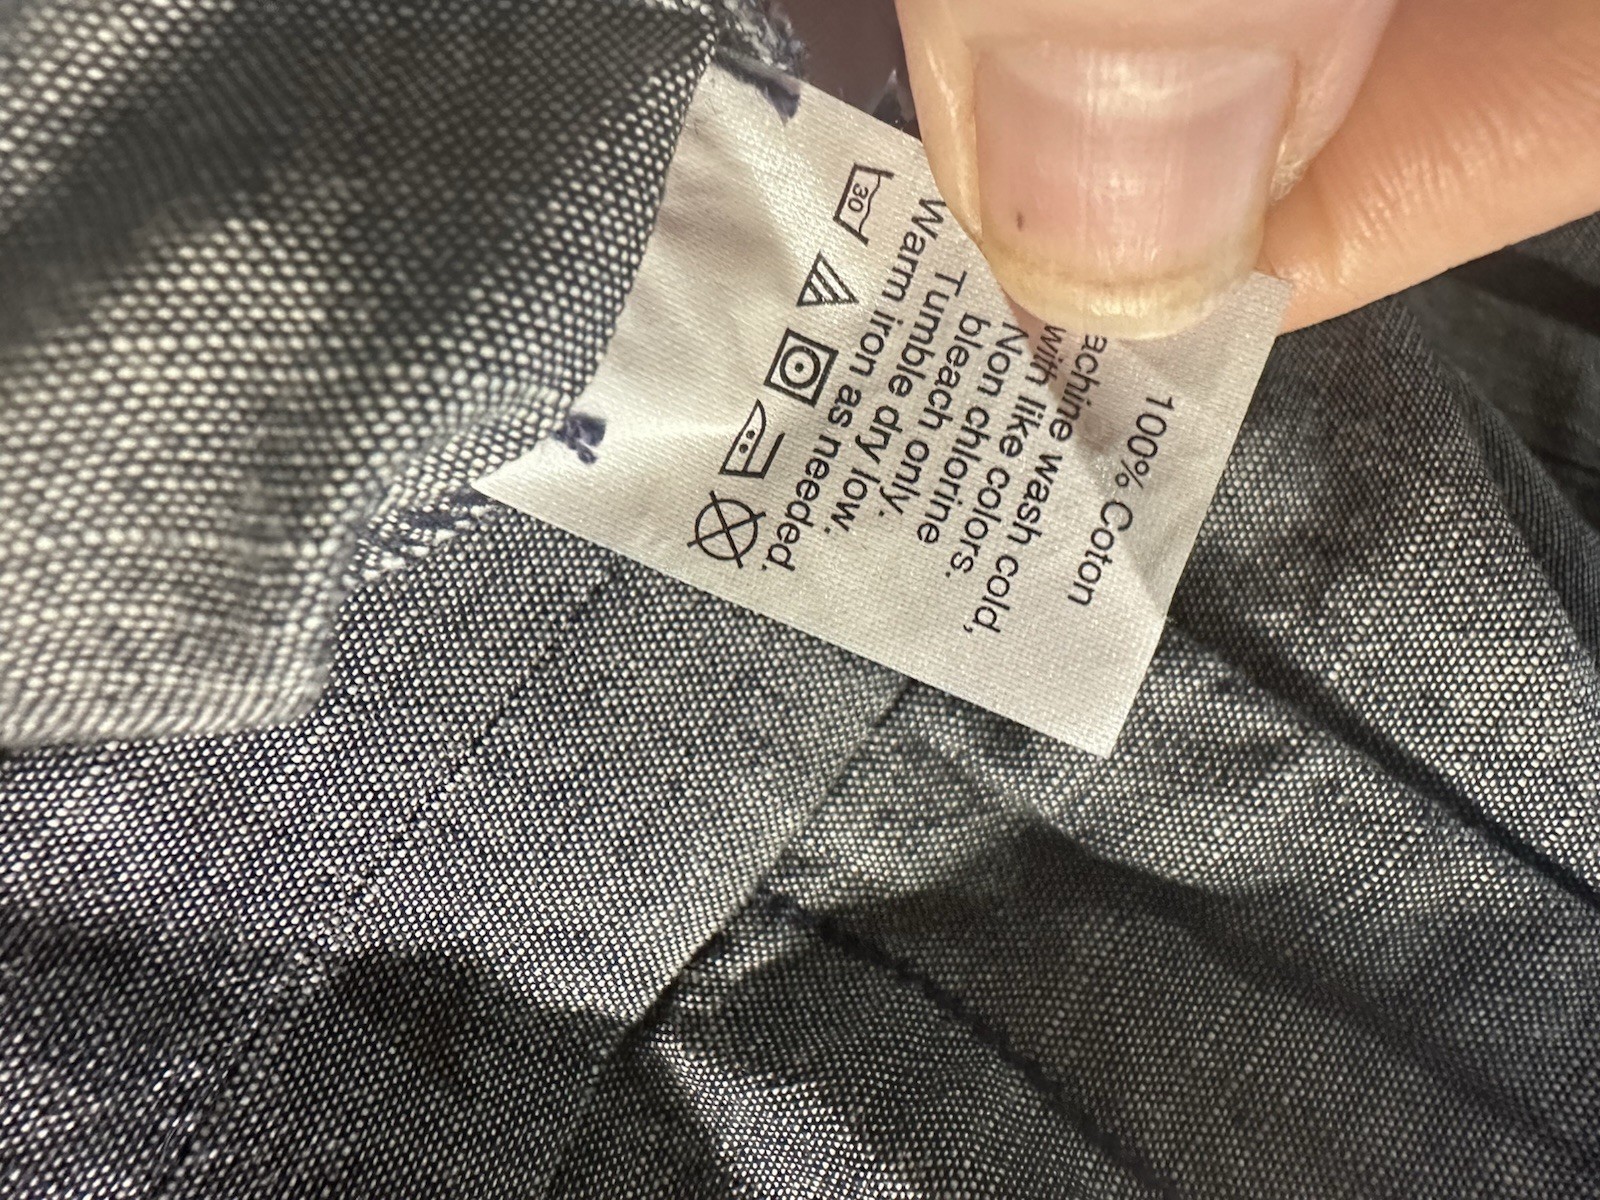 100% Coton
achine wash cold,
with like colors.
Non chlorine
bleach only.
Tumble dry low.
Warm iron as needed.
30